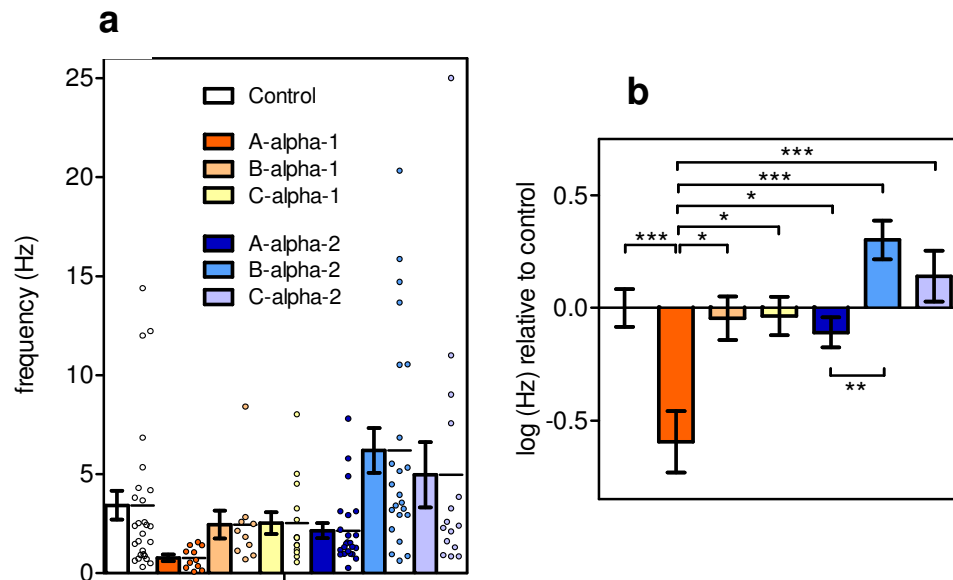 a
25
20
15
10
5
0
frequency (Hz)
Control
A-alpha-1
B-alpha-1
C-alpha-1
A-alpha-2
B-alpha-2
C-alpha-2
b
0.5
0.0
-0.5
log (Hz) relative to control
***
***
*
*
***
*
**